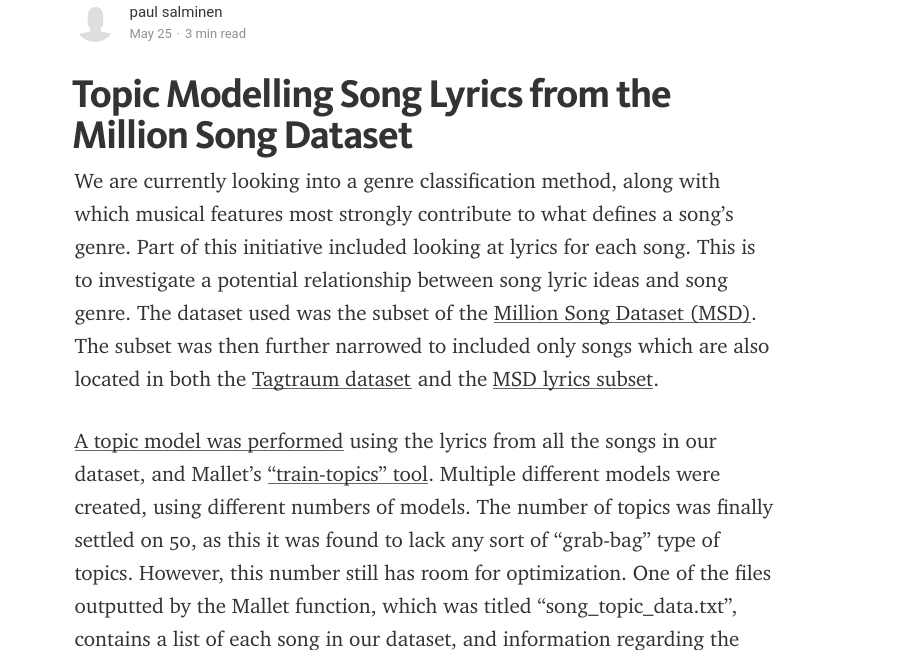 paul salminen
May 25 · 3 min read
Topic Modelling Song Lyrics from the
Million Song Dataset
We are currently looking into a genre classification method, along with
which musical features most strongly contribute to what defines a song’s
genre. Part of this initiative included looking at lyrics for each song. This is
to investigate a potential relationship between song lyric ideas and song
genre. The dataset used was the subset of the Million Song Dataset (MSD).
The subset was then further narrowed to included only songs which are also
located in both the Tagtraum dataset and the MSD lyrics subset.
A topic model was performed using the lyrics from all the songs in our
dataset, and Mallet’s “train-topics” tool. Multiple different models were
created, using different numbers of models. The number of topics was finally
settled on 50, as this it was found to lack any sort of “grab-bag” type of
topics. However, this number still has room for optimization. One of the files
outputted by the Mallet function, which was titled “song_topic_data.txt”,
contains a list of each song in our dataset, and information regarding the